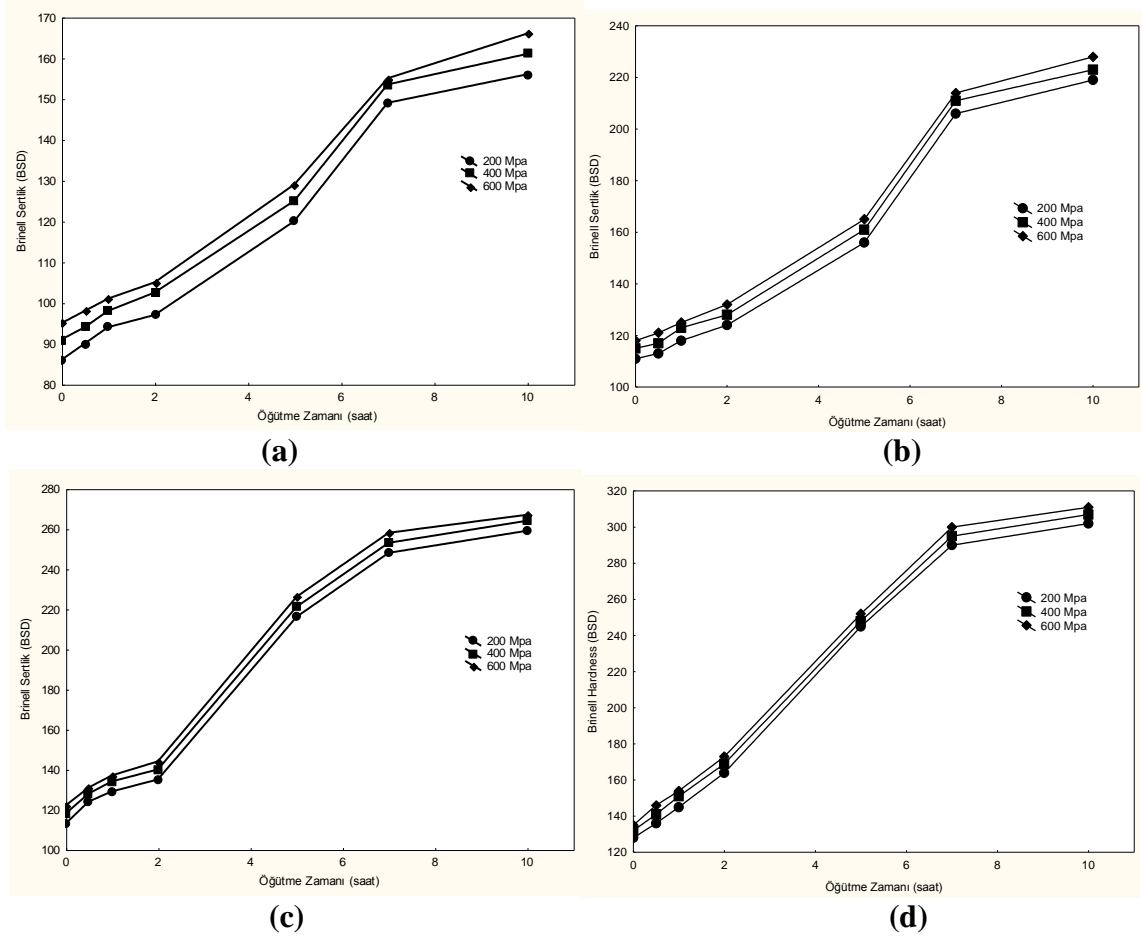 170
160
150
140
130
120
110
100
90
80
Brinell Sertlik (BSD)
200 Mpa
400 Mpa
600 Mpa
0 2 4 6 8 10
Öğütme Zamanı (saat)
(a)
240
220
200
180
160
140
120
100
Brinell Sertlik (BSD)
200 Mpa
400 Mpa
600 Mpa
0 2 4 6 8 10
Öğütme Zamanı (saat)
(b)
280
260
240
220
200
180
160
140
120
100
Brinell Sertlik (BSD)
200 Mpa
400 Mpa
600 Mpa
0 2 4 6 8 10
Öğütme Zamanı (saat)
(c)
320
300
280
260
240
220
200
180
160
140
120
Brinell Hardness (BSD)
200 Mpa
400 Mpa
600 Mpa
0 2 4 6 8 10
Öğütme Zamanı (saat)
(d)